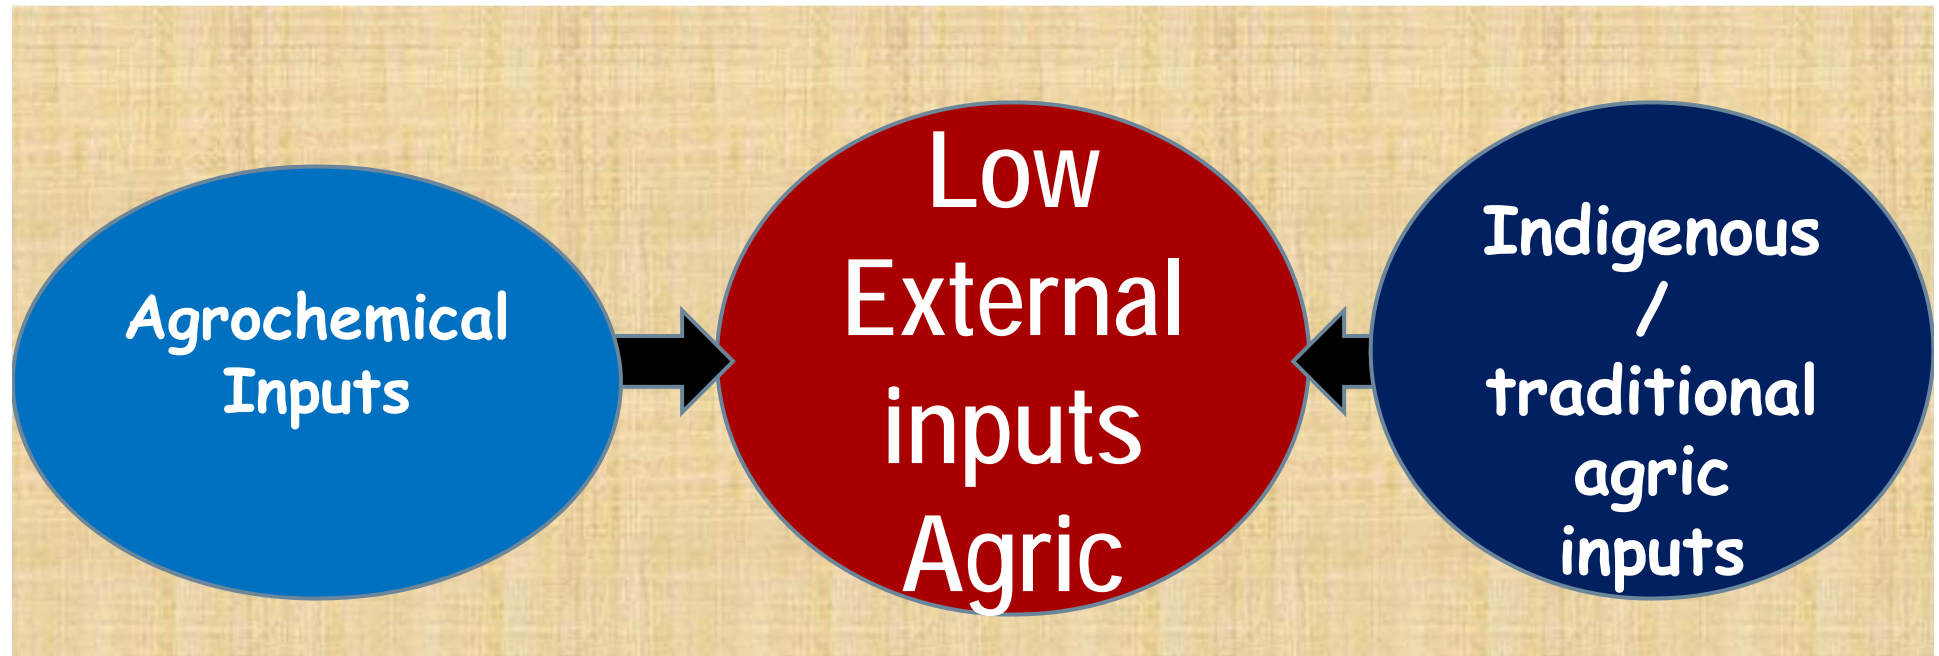 Agrochemical
Inputs
Low
External
inputs
Agric
Indigenous
/
traditional
agric
inputs